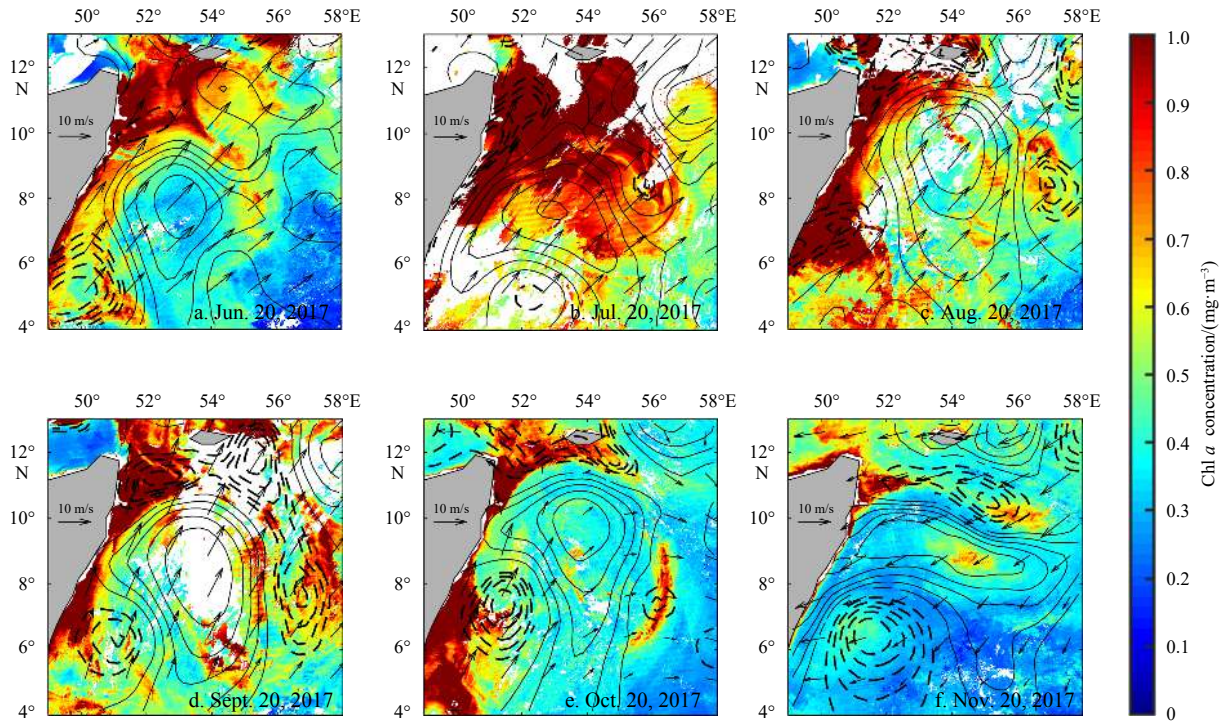 50° 52° 54° 56° 58°E 50° 52° 54° 56° 58°E 50° 52° 54° 56° 58°E
12°
N
10°
8°
6°
4°
10 m/s
a. Jun. 20, 2017
12°
N
10°
8°
6°
4°
10 m/s
b. Jul. 20, 2017
12°
N
10°
8°
6°
4°
10 m/s
c. Aug. 20, 2017
50° 52° 54° 56° 58°E 50° 52° 54° 56° 58°E 50° 52° 54° 56° 58°E
12°
N
10°
8°
6°
4°
10 m/s
d. Sept. 20, 2017
12°
N
10°
8°
6°
4°
10 m/s
e. Oct. 20, 2017
12°
N
10°
8°
6°
4°
10 m/s
f. Nov. 20, 2017
1.0
0.9
0.8
0.7
0.6
0.5
0.4
0.3
0.2
0.1
0
Chl a concentration/(mg·m⁻³)